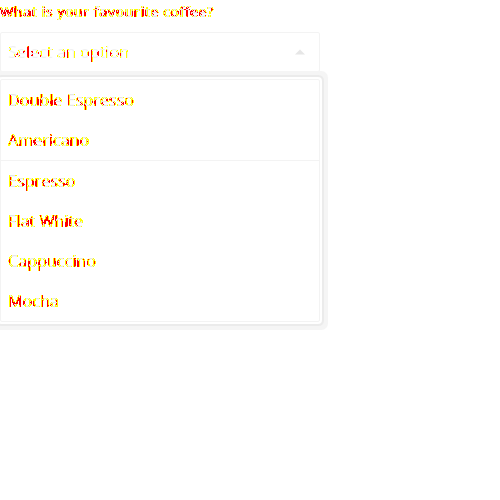 What is your favourite coffee?
Select an option
Double Espresso
Americano
Espresso
Flat White
Cappuccino
Mocha